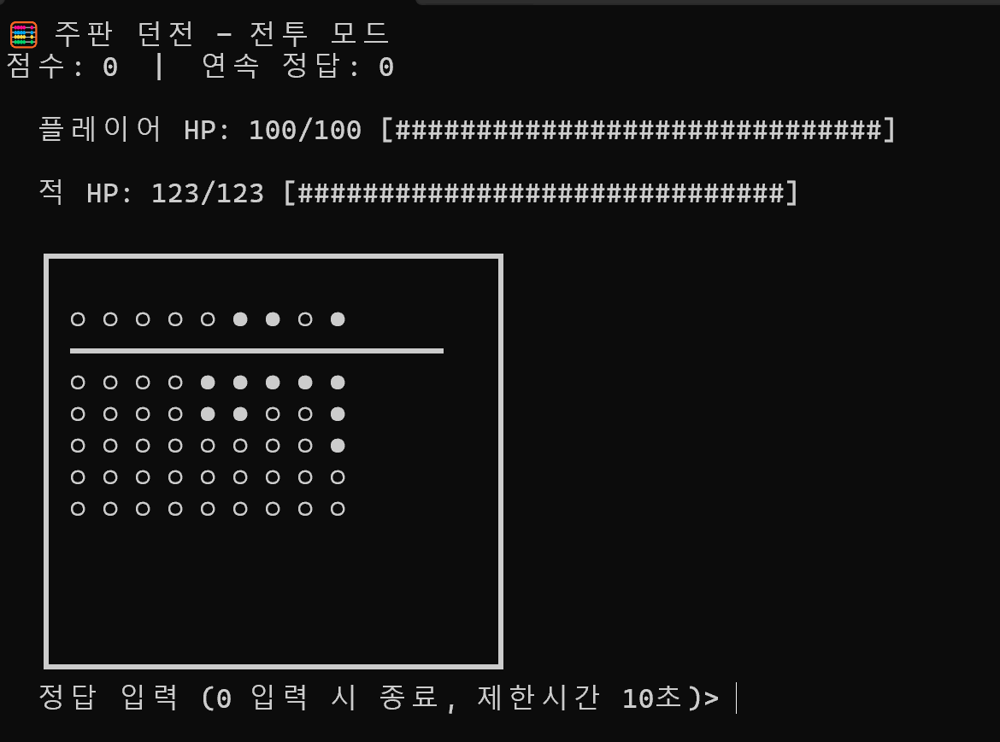 🧮 주판 던전 - 전투 모드
점수: 0 | 연속 정답: 0
플레이어 HP: 100/100 [##############################]
적 HP: 123/123 [##############################]
○ ○ ○ ○ ○ ● ● ○ ●
○ ○ ○ ○ ● ● ● ● ●
○ ○ ○ ○ ● ● ○ ○ ●
○ ○ ○ ○ ○ ○ ○ ○ ●
○ ○ ○ ○ ○ ○ ○ ○ ○
○ ○ ○ ○ ○ ○ ○ ○ ○
정답 입력 (0 입력 시 종료, 제한시간 10초)>